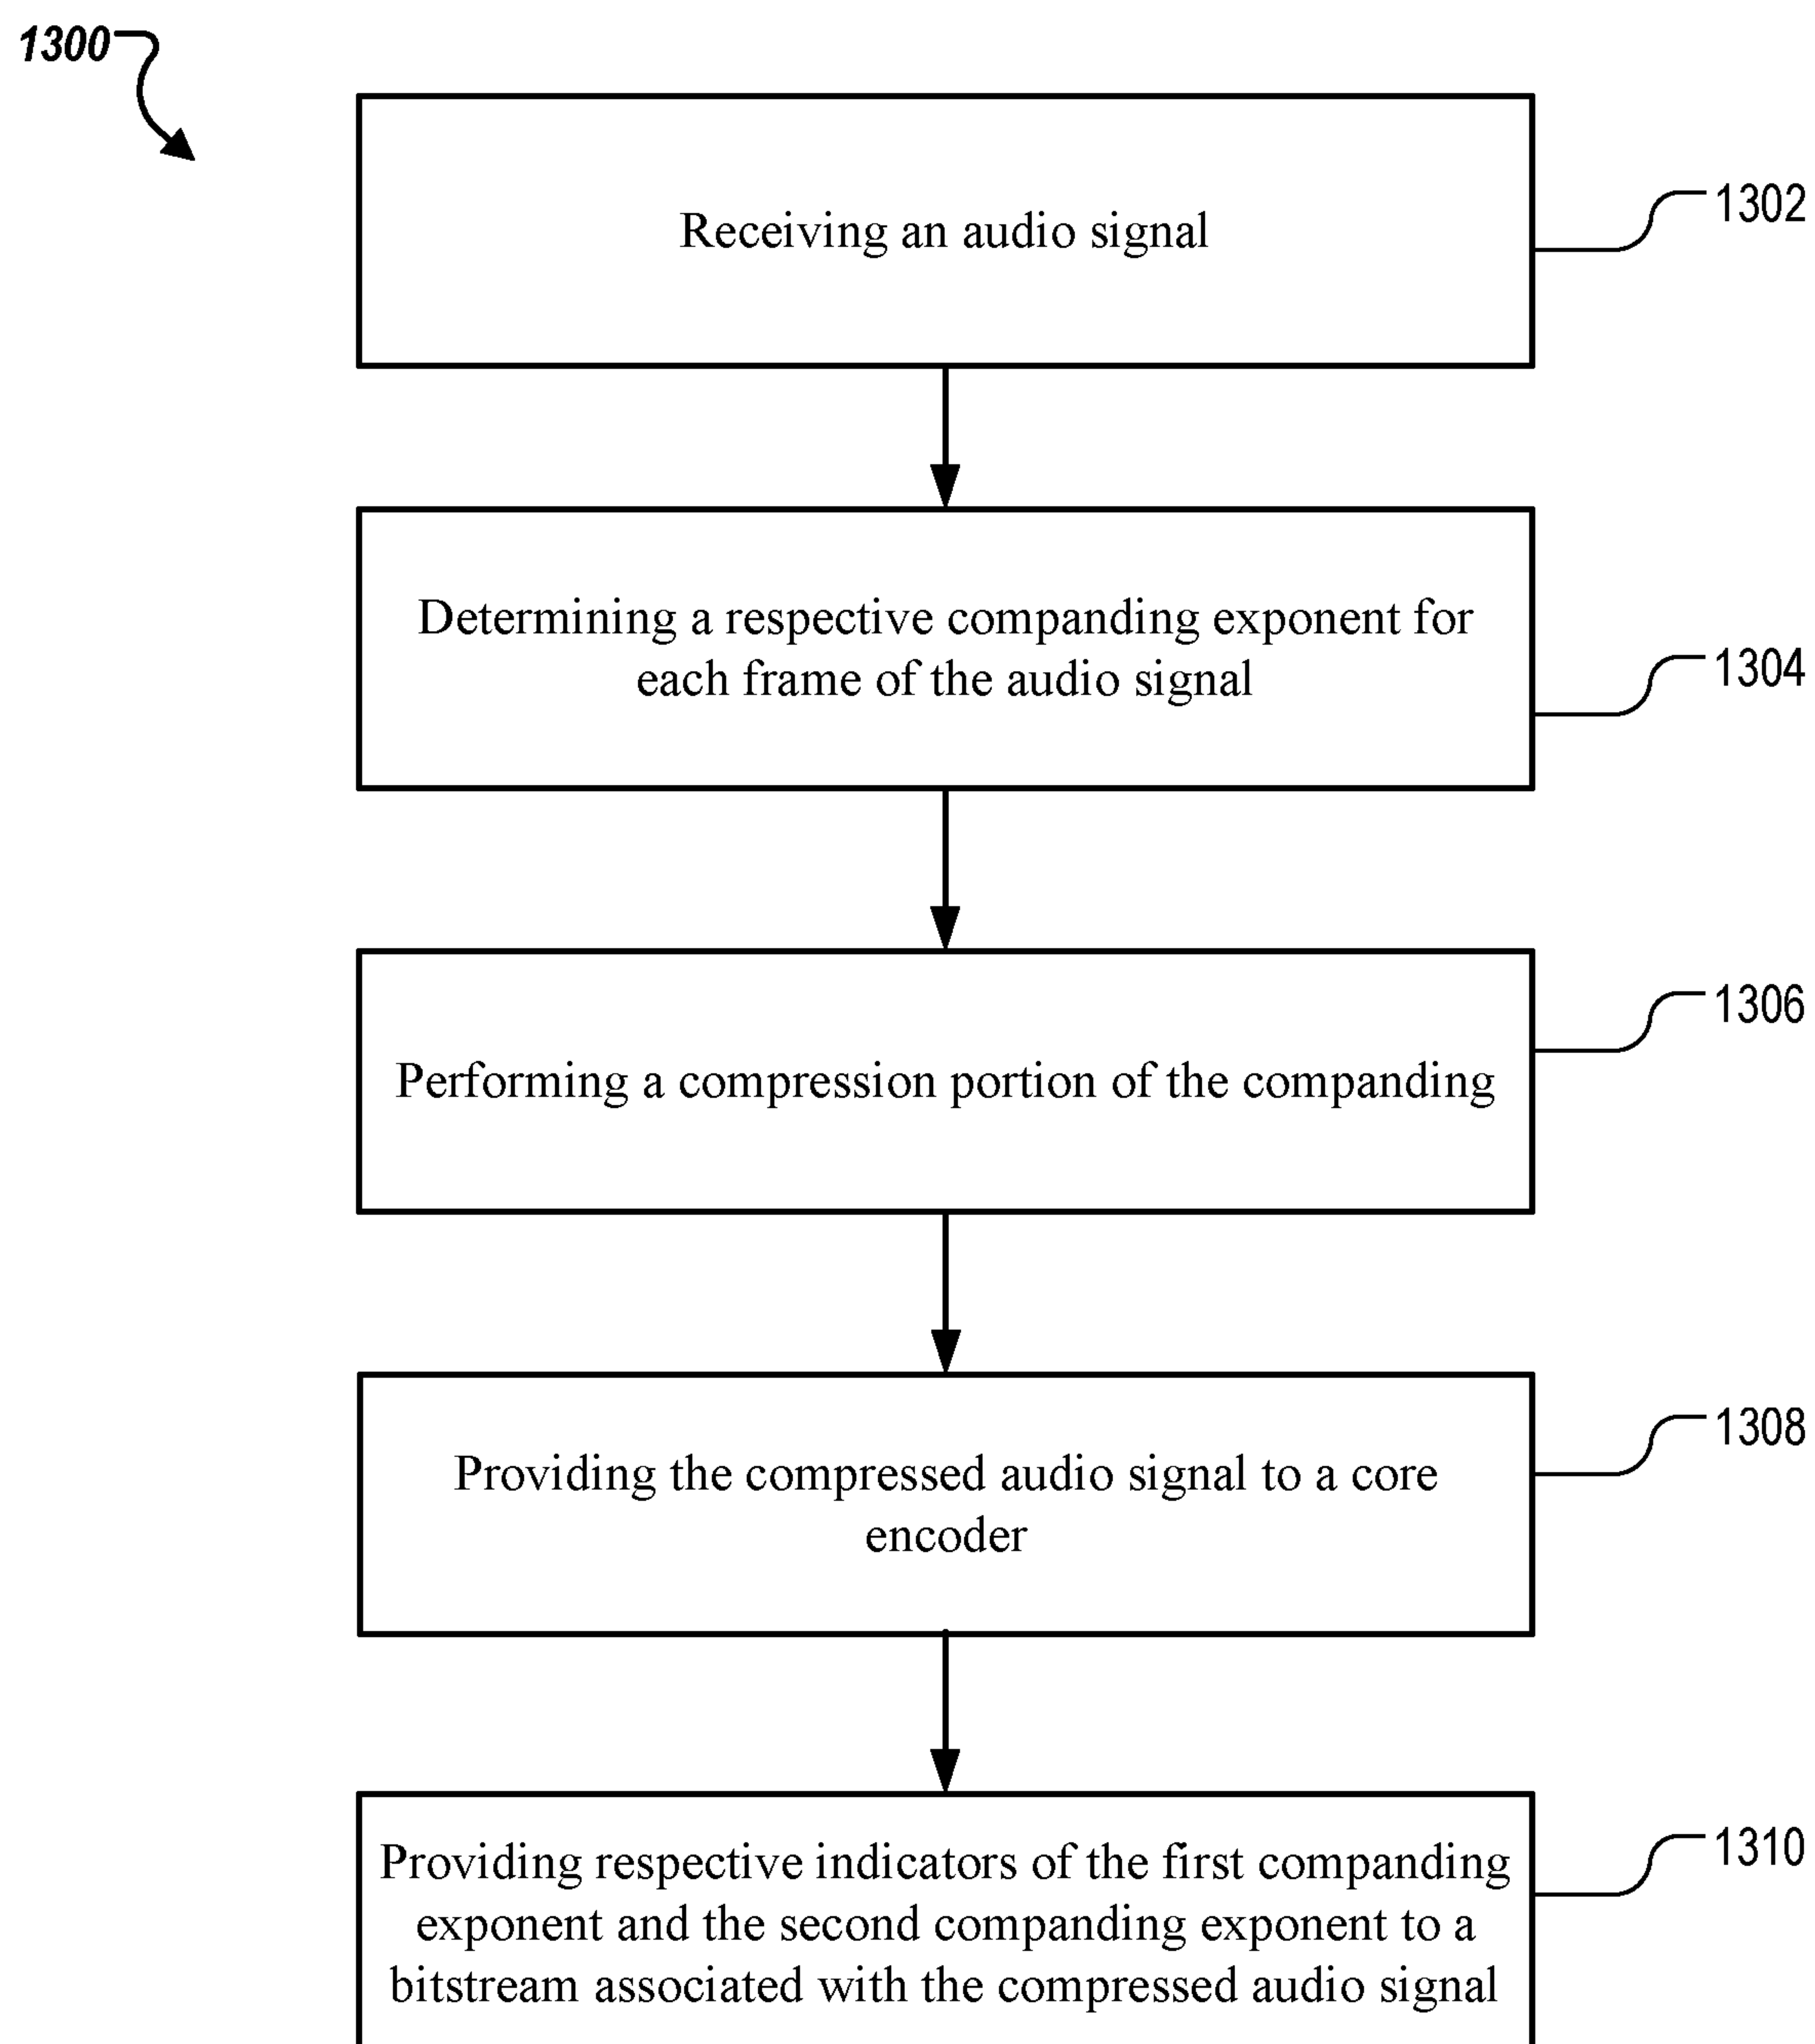 1300
Receiving an audio signal
1302
Determining a respective companding exponent for
each frame of the audio signal
1304
Performing a compression portion of the companding
1306
Providing the compressed audio signal to a core
encoder
1308
Providing respective indicators of the first companding
exponent and the second companding exponent to a
bitstream associated with the compressed audio signal
1310